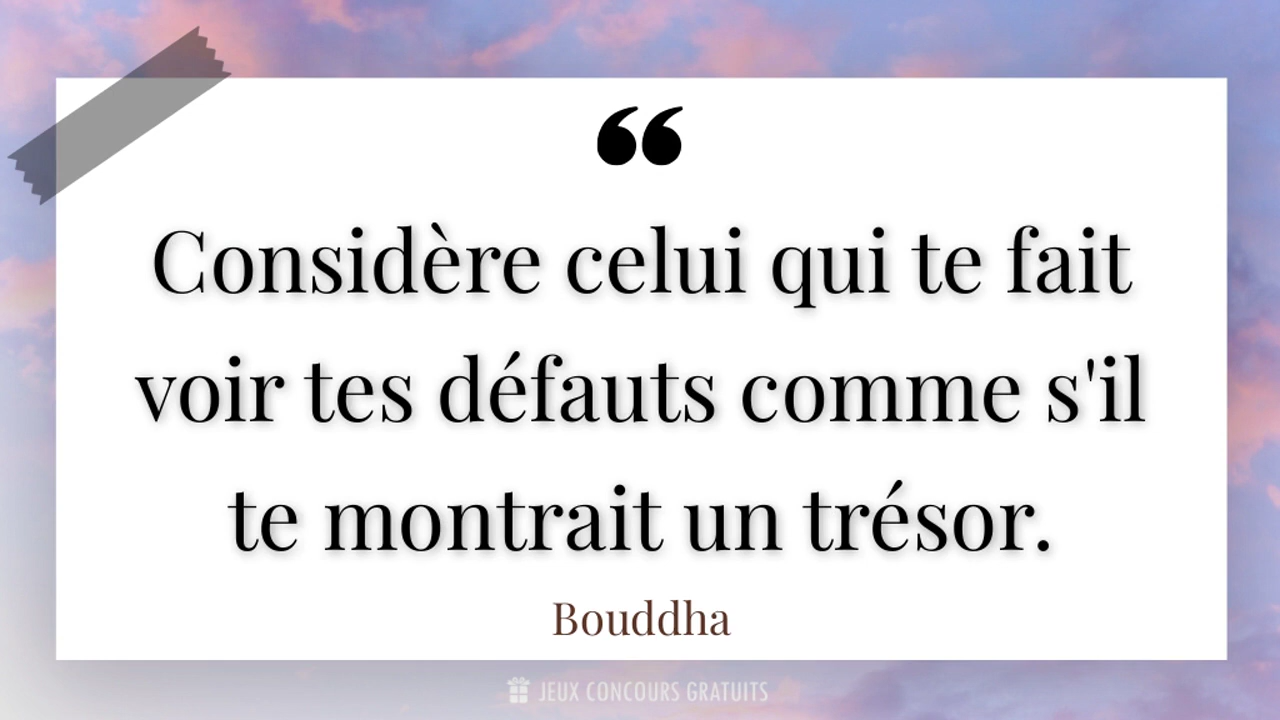 “
Considère celui qui te fait
voir tes défauts comme s'il
te montrait un trésor.
Bouddha
JEUX CONCOURS GRATUITS